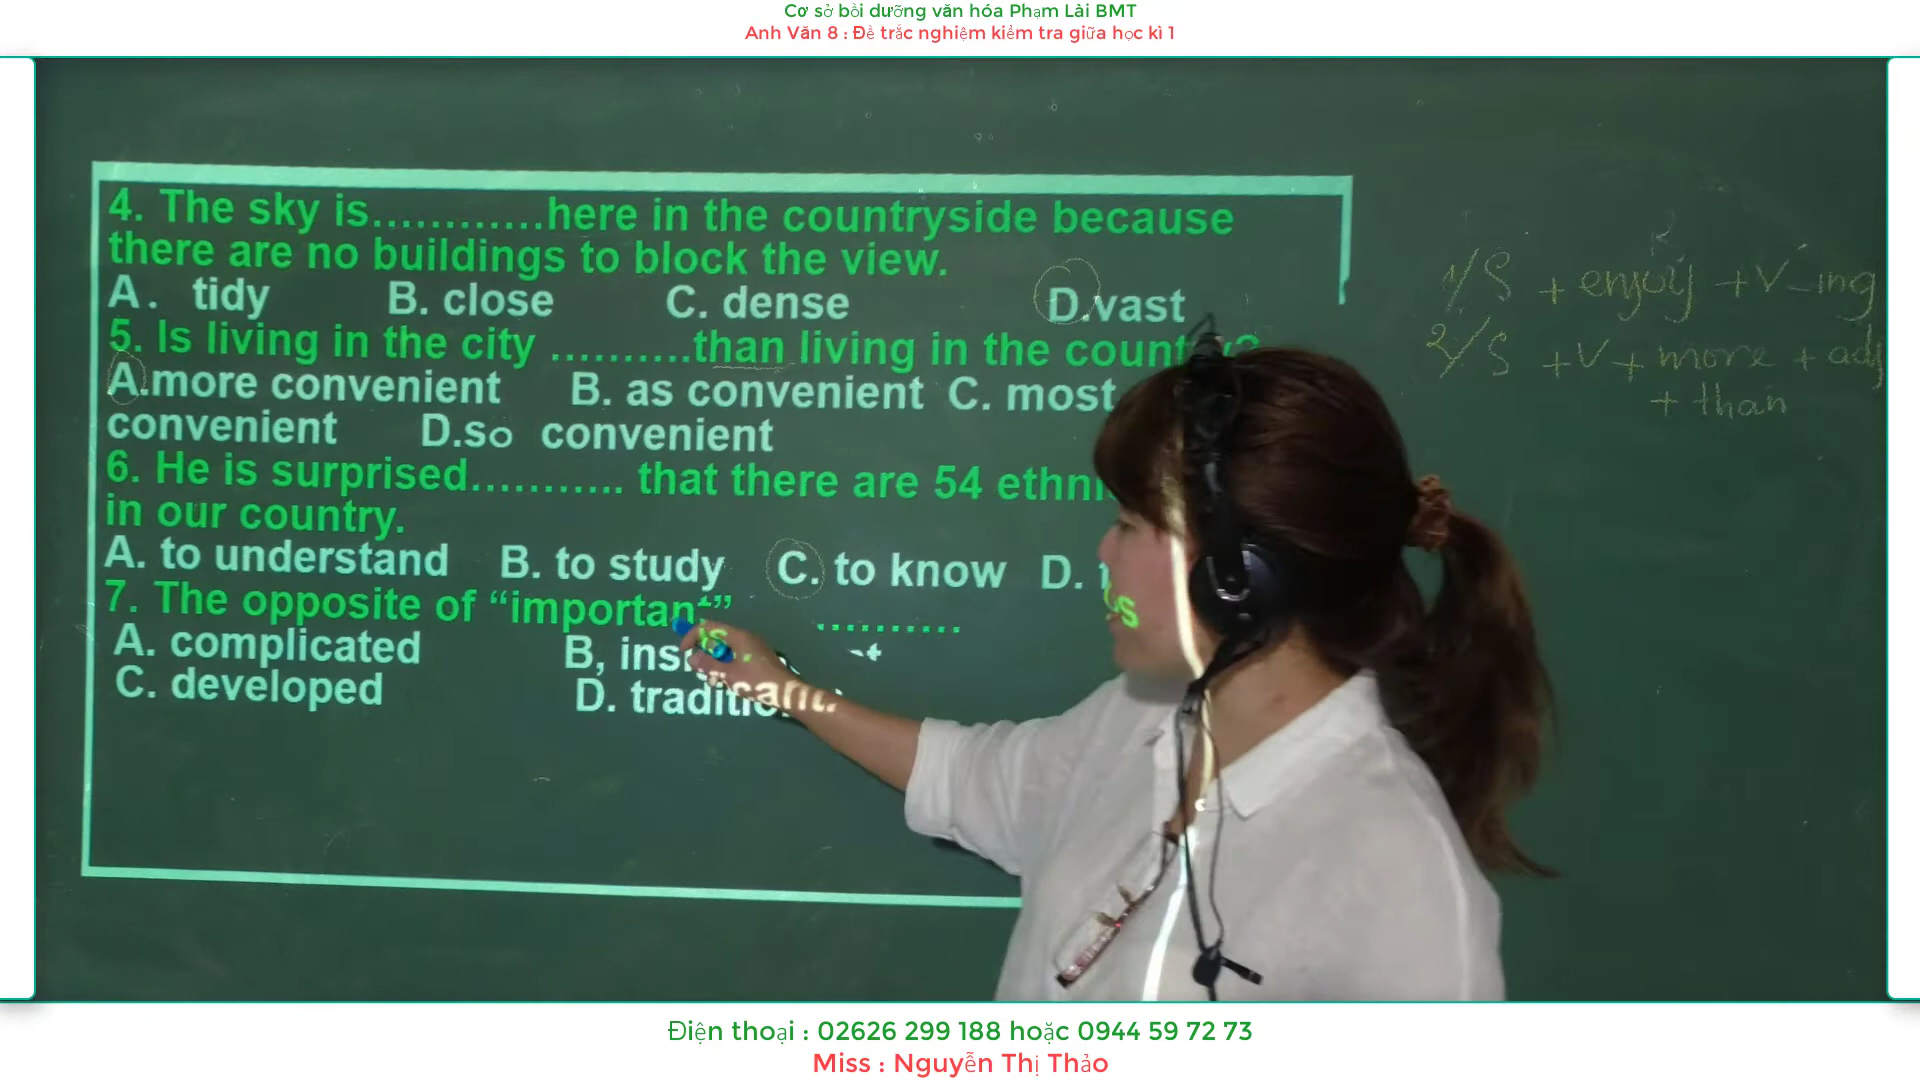 Cơ sở bồi dưỡng văn hóa Phạm Lài BMT
Anh Văn 8 : Đề trắc nghiệm kiểm tra giữa học kì 1
4. The sky is............here in the countryside because
there are no buildings to block the view.
A. tidy B. close C. dense D.vast
5. Is living in the city ..........than living in the
A.more convenient B. as convenient C. most
convenient D.so convenient
6. He is surprised........... that there are 54
in our country.
A. to understand B. to study C. to know D.
7. The opposite of “important” is ..........
A. complicated B,
C. developed D.
1/ S + enjoy + V-ing
2/ S + V + more + adj
+ than
Điện thoại : 02626 299 188 hoặc 0944 59 72 73
Miss : Nguyễn Thị Thảo